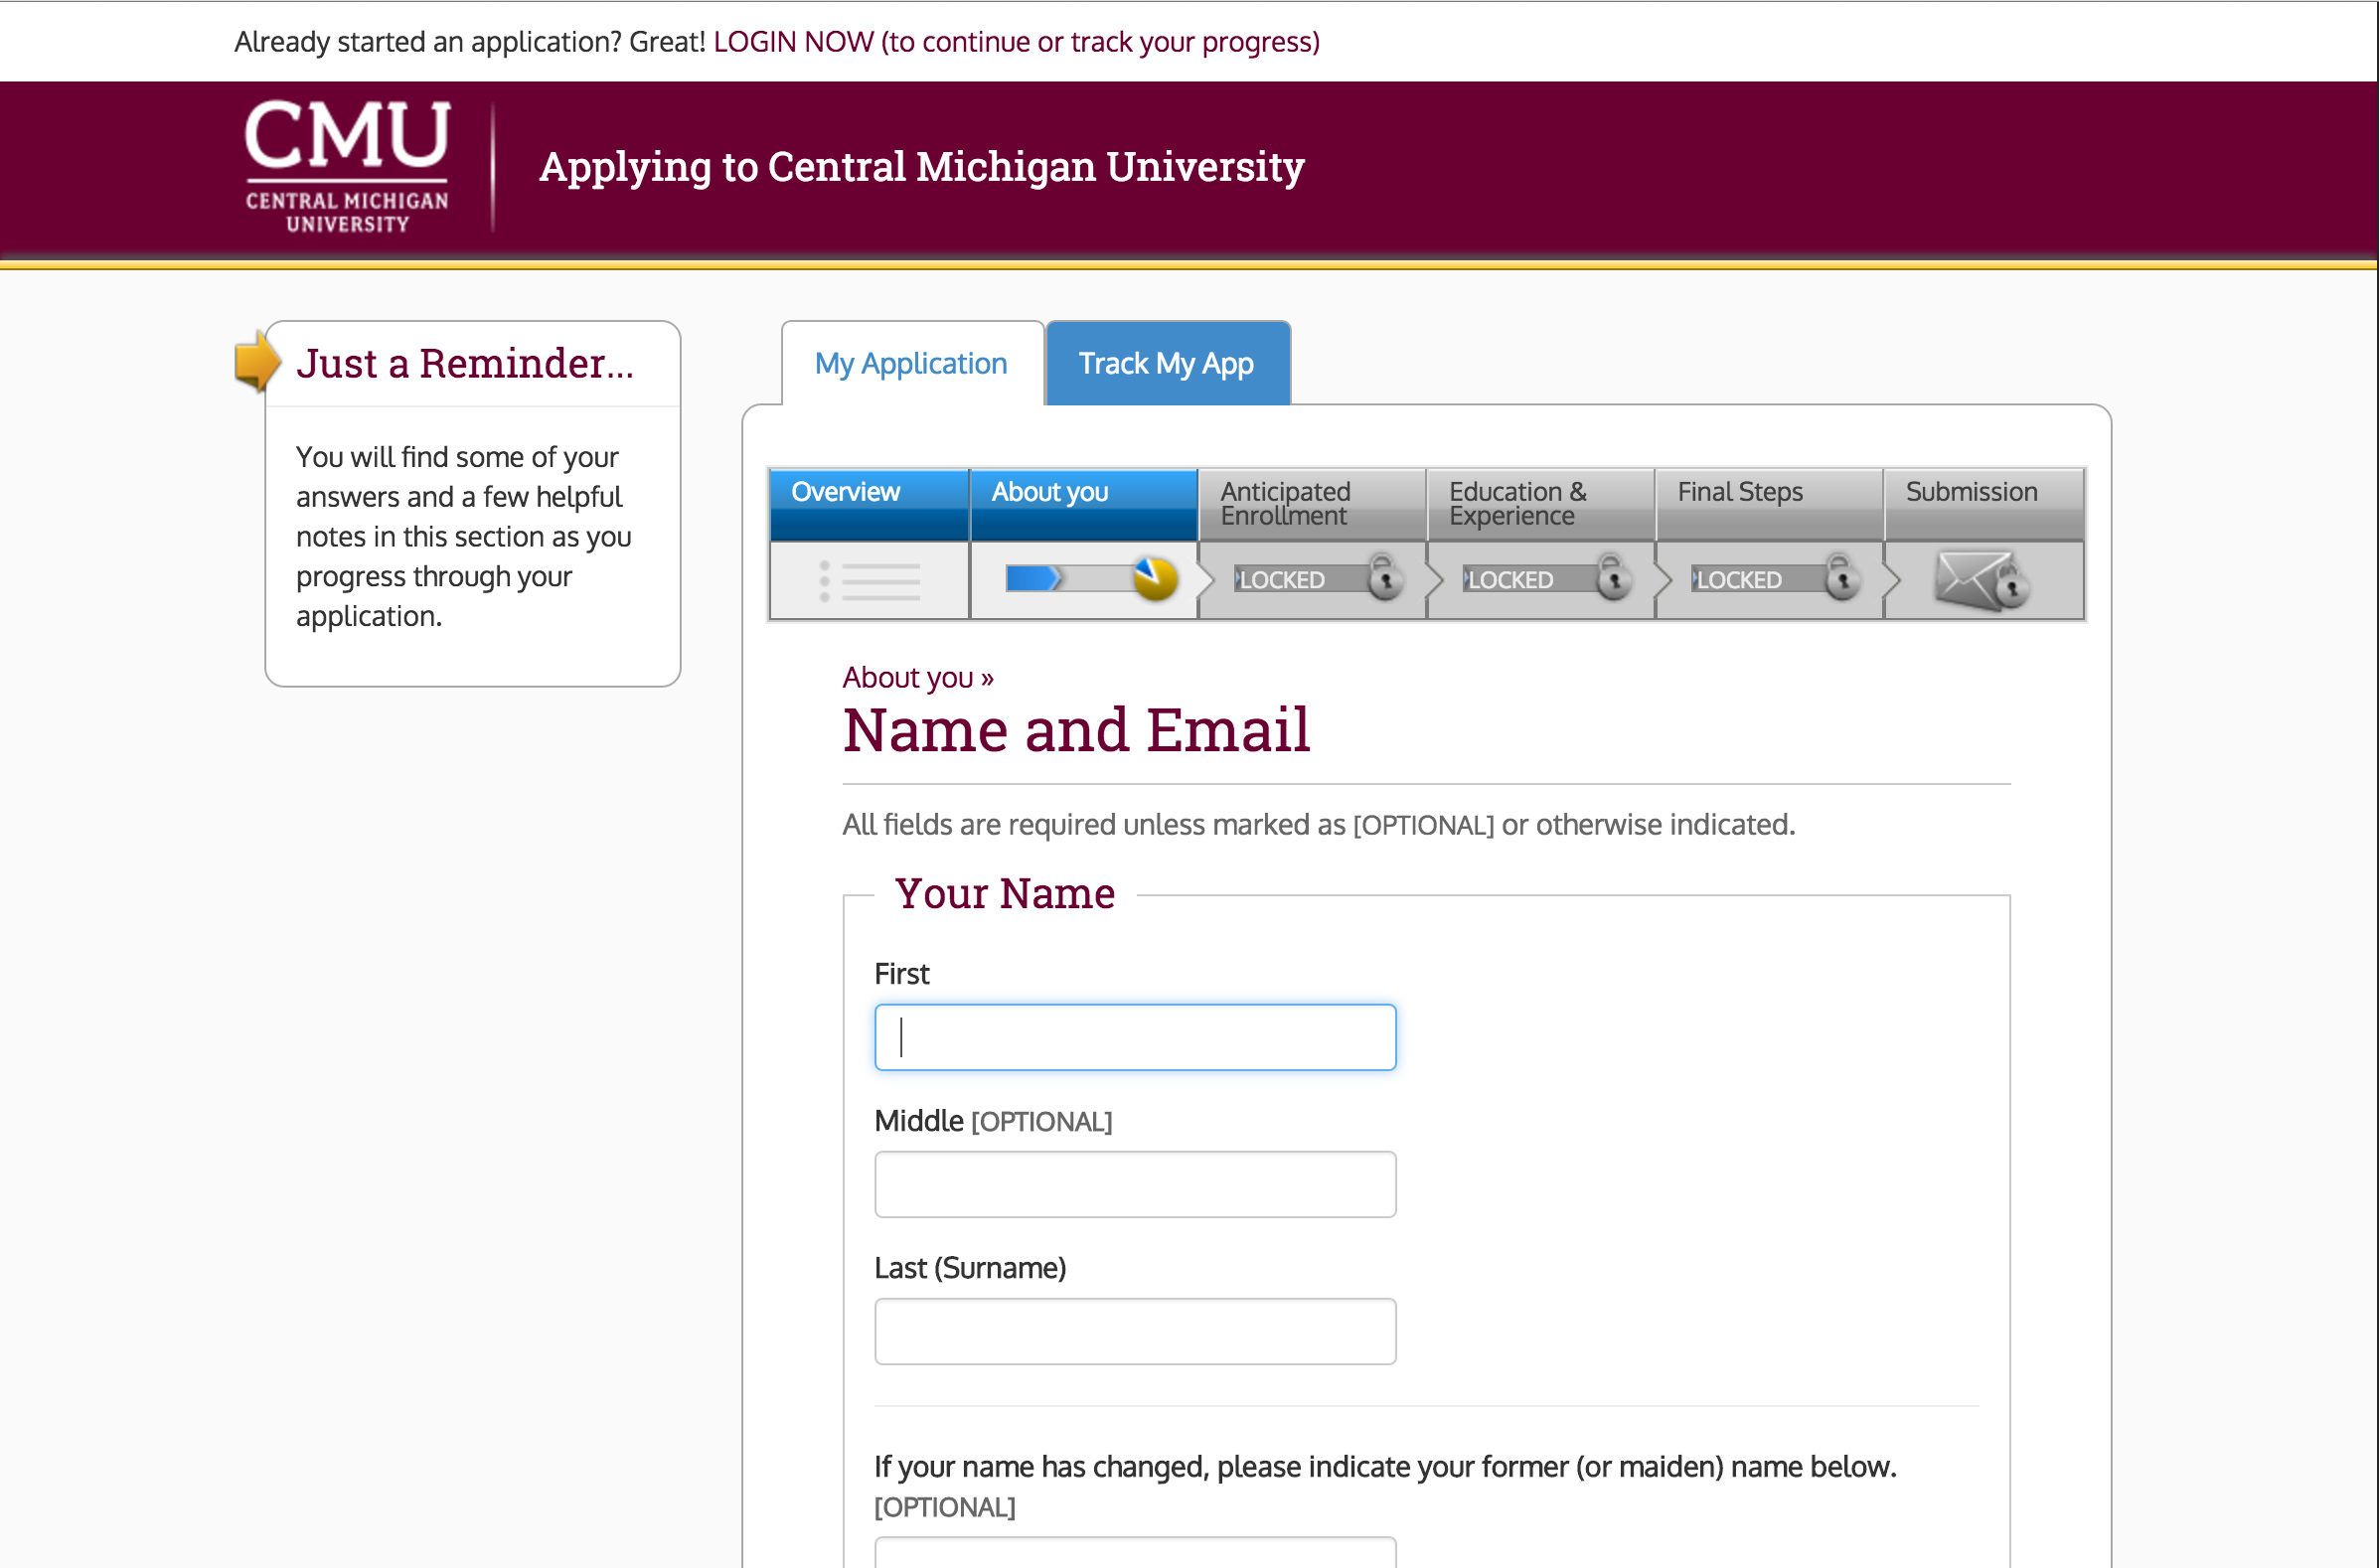 Already started an application? Great! LOGIN NOW (to continue or track your progress)
CMU
CENTRAL MICHIGAN
UNIVERSITY
Applying to Central Michigan University
Just a Reminder...
You will find some of your
answers and a few helpful
notes in this section as you
progress through your
application.
My Application
Track My App
Overview
About you
Anticipated
Enrollment
Education &
Experience
Final Steps
Submission
LOCKED
LOCKED
LOCKED
About you »
Name and Email
All fields are required unless marked as [OPTIONAL] or otherwise indicated.
Your Name
First
Middle [OPTIONAL]
Last (Surname)
If your name has changed, please indicate your former (or maiden) name below.
[OPTIONAL]